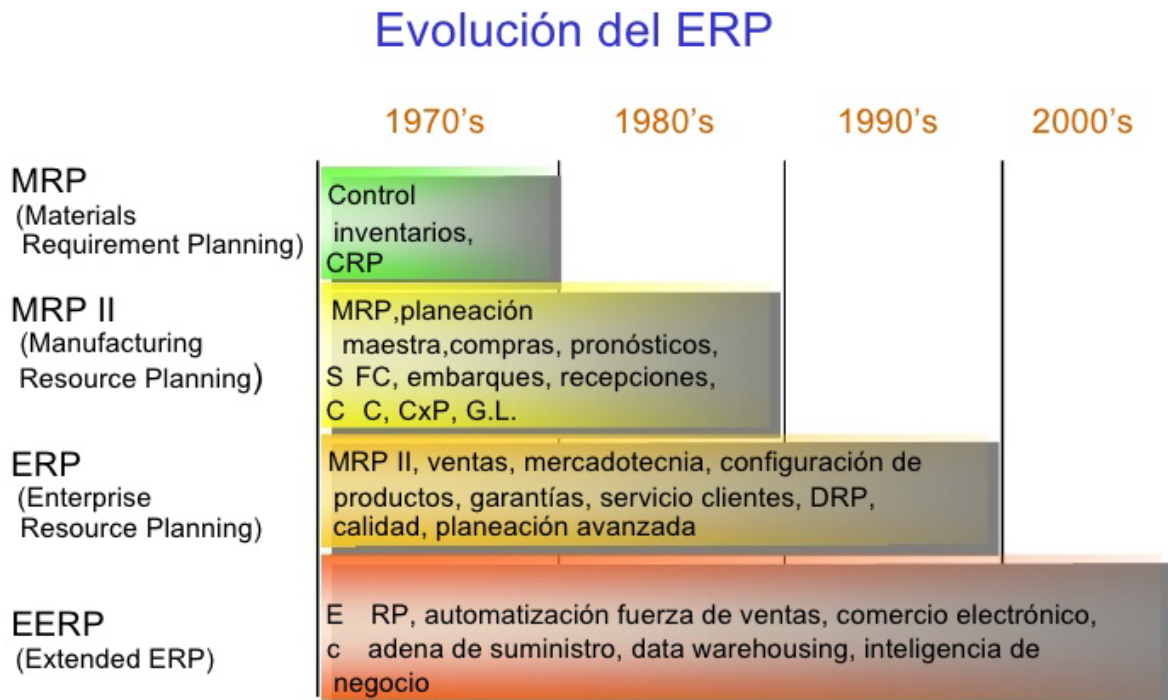 Evolución del ERP
1970's 1980's 1990's 2000's
MRP
(Materials
Requirement Planning)
Control
inventarios,
CRP
MRP II
(Manufacturing
Resource Planning)
MRP,planeación
maestra,compras, pronósticos,
S FC, embarques, recepciones,
C C, CxP, G.L.
ERP
(Enterprise
Resource Planning)
MRP II, ventas, mercadotecnia, configuración de
productos, garantías, servicio clientes, DRP,
calidad, planeación avanzada
EERP
(Extended ERP)
E RP, automatización fuerza de ventas, comercio electrónico,
c adena de suministro, data warehousing, inteligencia de
negocio